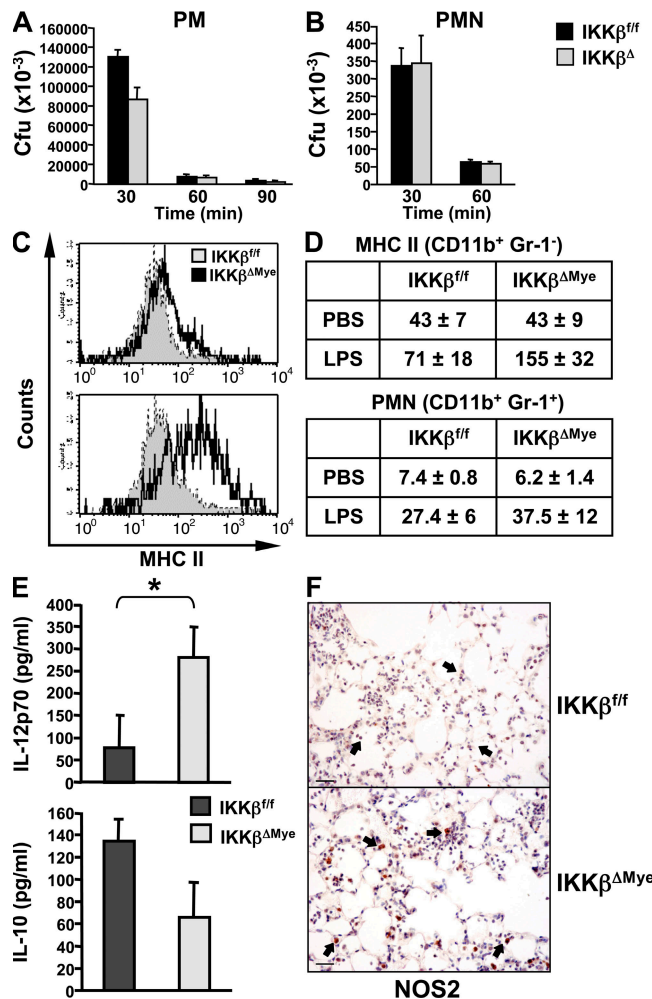 A PM
B PMN
IKKβf/f
IKKβΔ
Cfu (x10-3)
160000
140000
120000
100000
80000
60000
40000
20000
0
30 60 90
Time (min)
Cfu (x10-3)
450
400
350
300
250
200
150
100
50
0
30 60
Time (min)
C
IKKβf/f
IKKβΔMye
Counts
100 101 102 103 104
Counts
100 101 102 103 104
Counts
MHC II
D
MHC II (CD11b+ Gr-1-)
IKKβf/f IKKβΔMye
PBS 43 ± 7 43 ± 9
LPS 71 ± 18 155 ± 32
PMN (CD11b+ Gr-1+)
IKKβf/f IKKβΔMye
PBS 7.4 ± 0.8 6.2 ± 1.4
LPS 27.4 ± 6 37.5 ± 12
E
*
IL-12p70 (pg/ml)
400
350
300
250
200
150
100
50
0
IKKβf/f
IKKβΔMye
IL-10 (pg/ml)
160
140
120
100
80
60
40
20
0
F
IKKβf/f
IKKβΔMye
NOS2